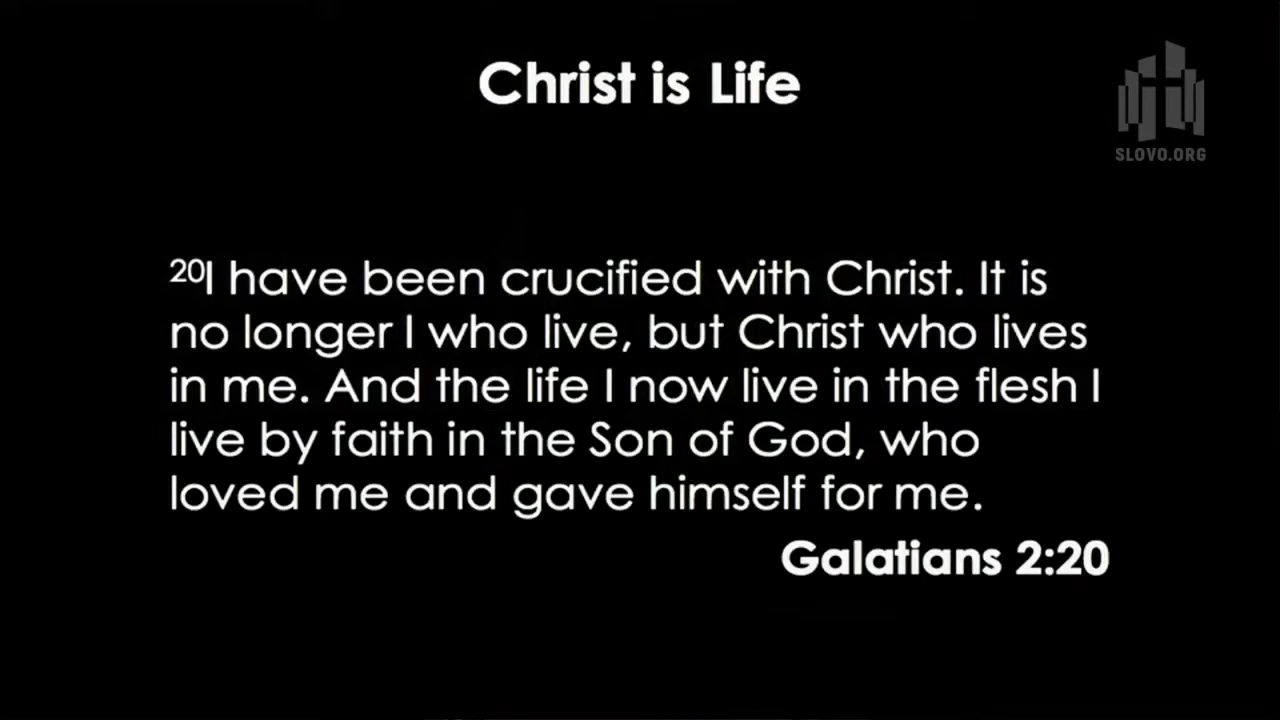 Christ is Life
SLOVO.ORG
20I have been crucified with Christ. It is
no longer I who live, but Christ who lives
in me. And the life I now live in the flesh I
live by faith in the Son of God, who
loved me and gave himself for me.
Galatians 2:20